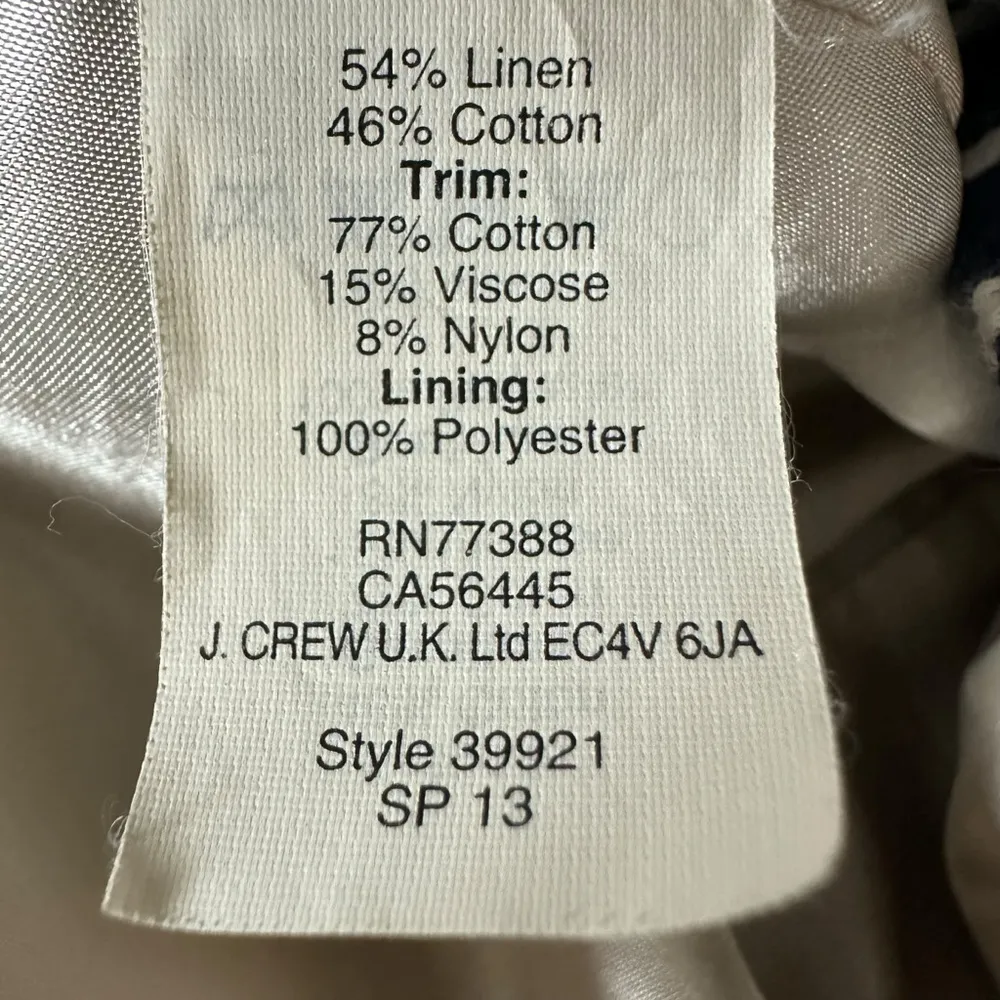 54% Linen
46% Cotton
Trim:
77% Cotton
15% Viscose
8% Nylon
Lining:
100% Polyester
RN77388
CA56445
J. CREW U.K. Ltd EC4V 6JA
Style 39921
SP 13